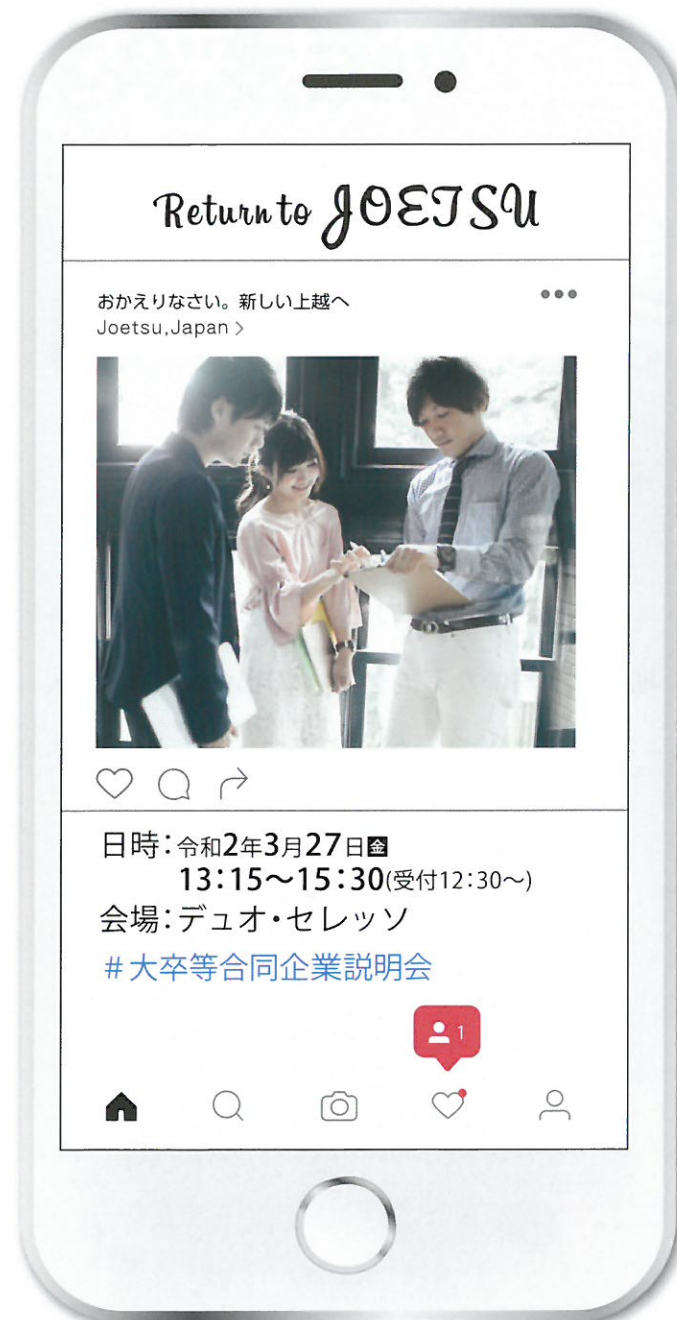 Return to JOETSU
おかえりなさい。新しい上越へ
Joetsu,Japan >
日時：令和2年3月27日金
13:15～15:30(受付12:30～)
会場：デュオ・セレッソ
#大卒等合同企業説明会
1